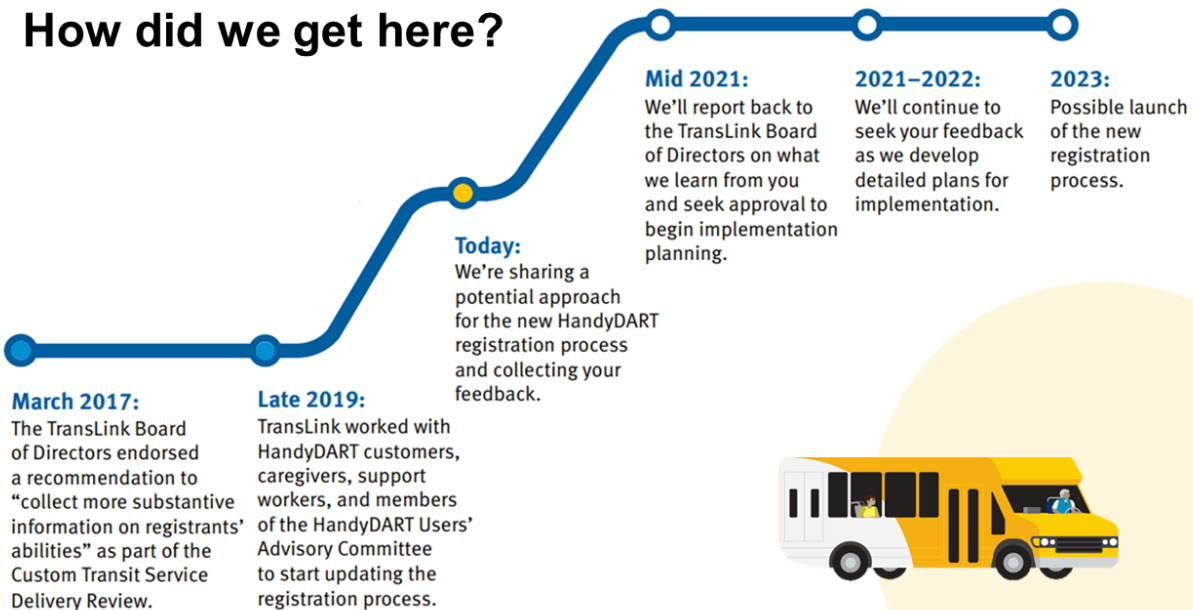 How did we get here?
March 2017:
The TransLink Board
of Directors endorsed
a recommendation to
“collect more substantive
information on registrants’
abilities” as part of the
Custom Transit Service
Delivery Review.
Late 2019:
TransLink worked with
HandyDART customers,
caregivers, support
workers, and members
of the HandyDART Users’
Advisory Committee
to start updating the
registration process.
Today:
We’re sharing a
potential approach
for the new HandyDART
registration process
and collecting your
feedback.
Mid 2021:
We’ll report back to
the TransLink Board
of Directors on what
we learn from you
and seek approval to
begin implementation
planning.
2021–2022:
We’ll continue to
seek your feedback
as we develop
detailed plans for
implementation.
2023:
Possible launch
of the new
registration
process.